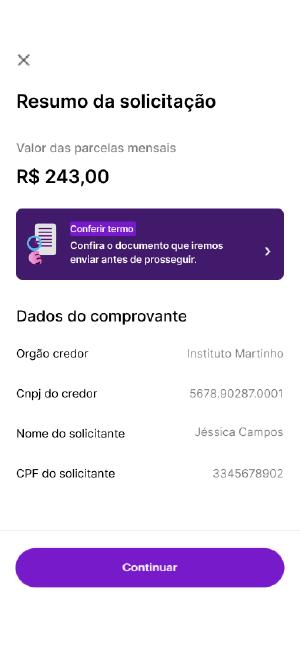 Resumo da solicitação
Valor das parcelas mensais
R$ 243,00
Conferir termo
Confira o documento que iremos
enviar antes de prosseguir.
Dados do comprovante
Orgão credor Instituto Martinho
Cnpj do credor 5678.90287.0001
Nome do solicitante Jéssica Campos
CPF do solicitante 3345678902
Continuar